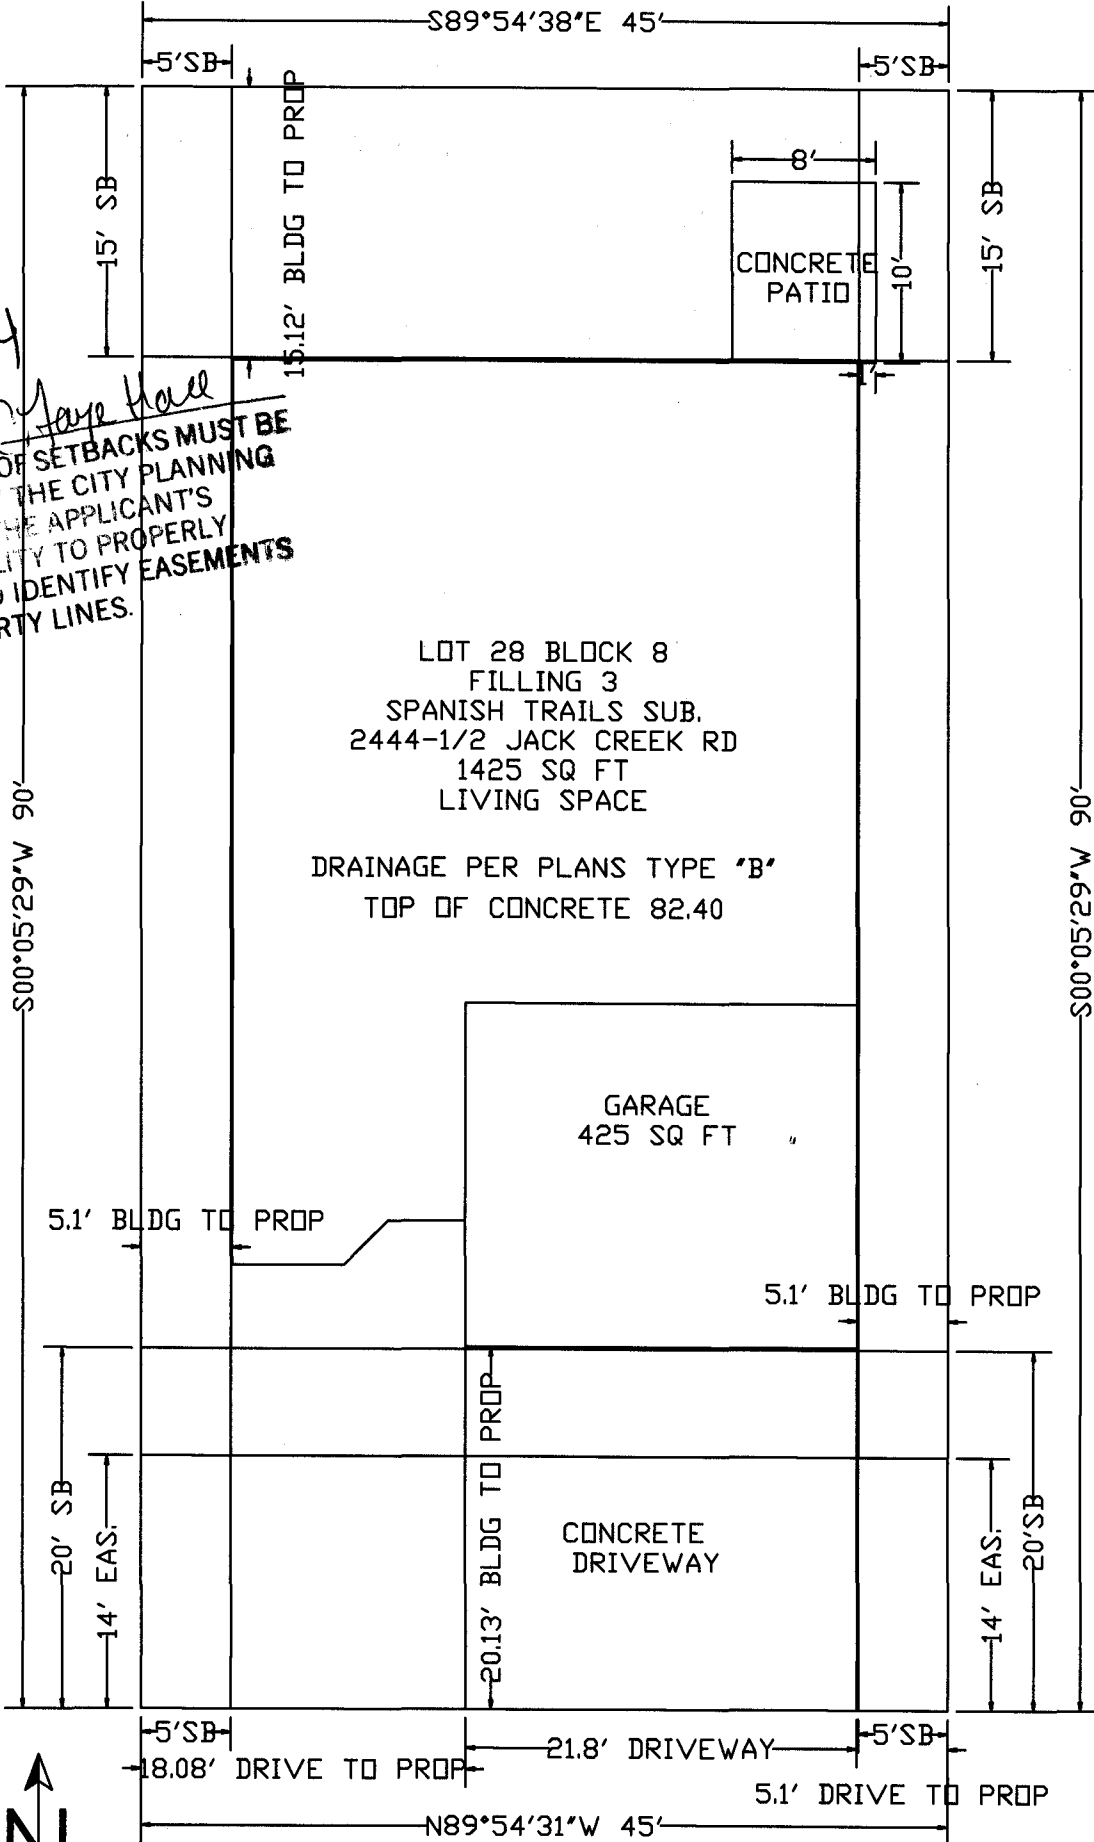 S89°54'38"E 45'
5'SB
5'SB
15' SB
15.12' BLDG TO PROP
8'
CONCRETE
PATIO
10'
15' SB
1'
Faye Hall
OF SETBACKS MUST BE
THE CITY PLANNING
THE APPLICANT'S
TO PROPERLY
IDENTIFY EASEMENTS
LINES.
LOT 28 BLOCK 8
FILLING 3
SPANISH TRAILS SUB.
2444-1/2 JACK CREEK RD
1425 SQ FT
LIVING SPACE
S00°05'29"W 90'
S00°05'29"W 90'
DRAINAGE PER PLANS TYPE "B"
TOP OF CONCRETE 82.40
GARAGE
425 SQ FT
5.1' BLDG TO PROP
5.1' BLDG TO PROP
20' SB
14' EAS.
20.13' BLDG TO PROP
CONCRETE
DRIVEWAY
14' EAS.
20'SB
5'SB
21.8' DRIVEWAY
5'SB
18.08' DRIVE TO PROP
5.1' DRIVE TO PROP
N
N89°54'31"W 45'